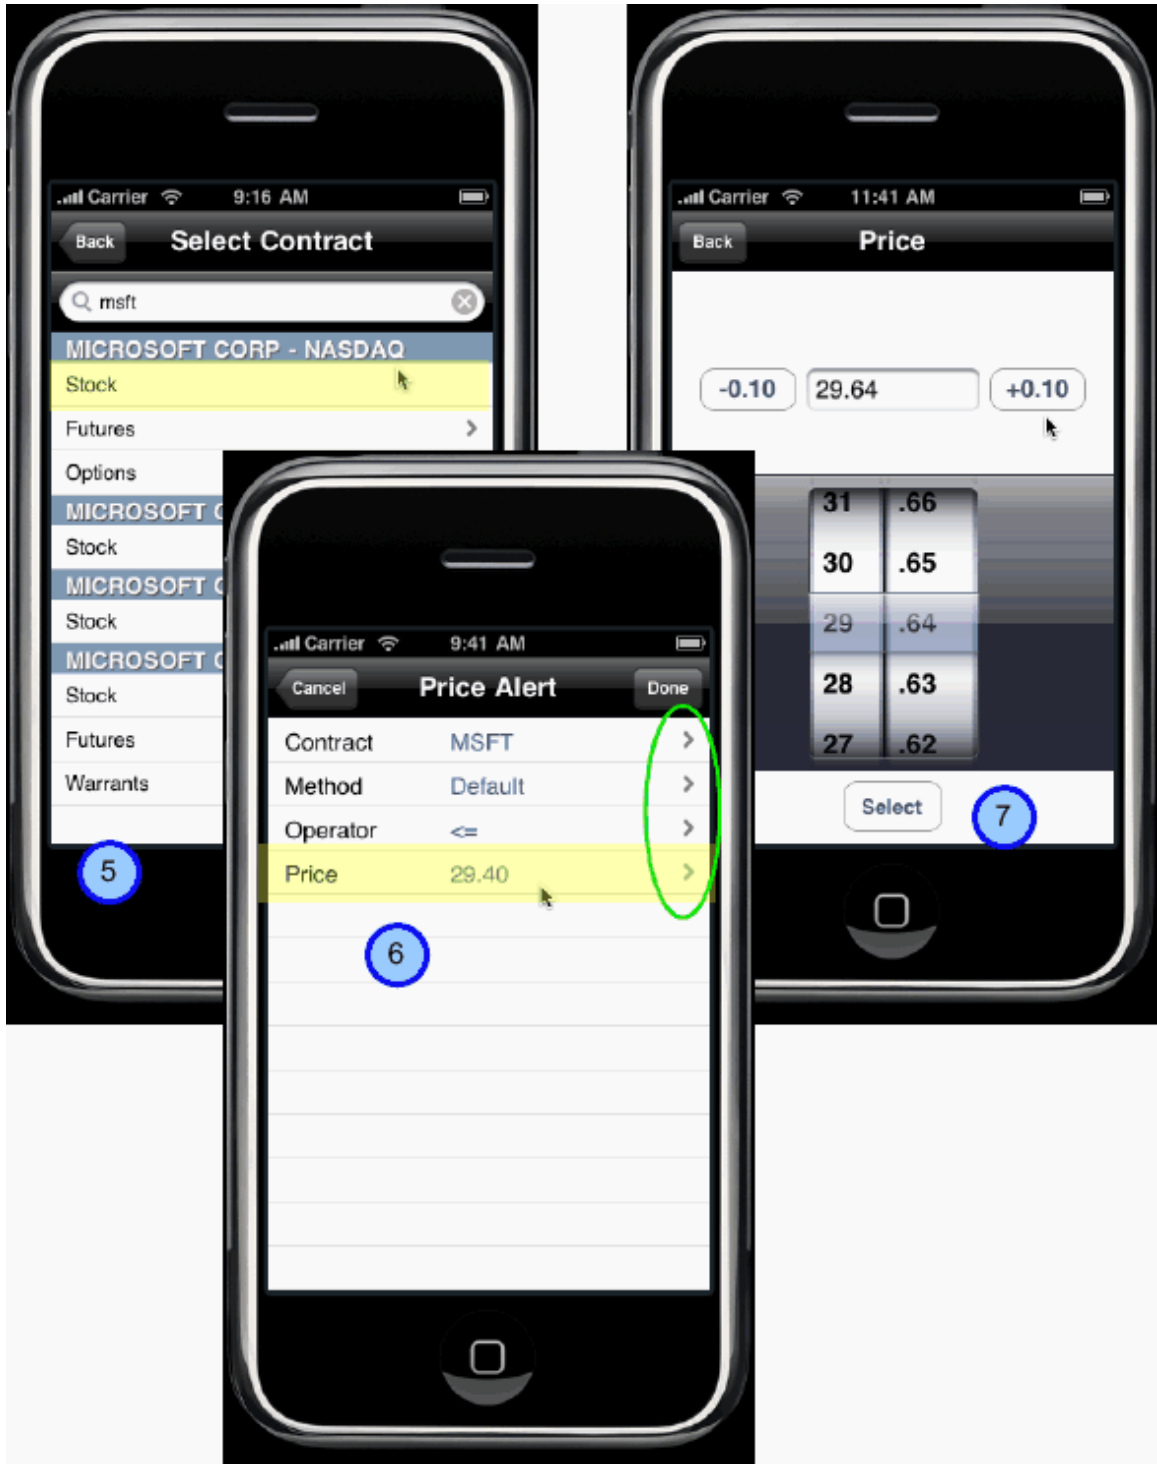 .atl Carrier 9:16 AM
Back Select Contract
msft
MICROSOFT CORP - NASDAQ
Stock
Futures
Options
MICROSOFT
Stock
MICROSOFT
Stock
MICROSOFT
Stock
Futures
Warrants
5
Carrier 9:41 AM
Cancel Price Alert Done
Contract MSFT
Method Default
Operator <=
Price 29.40
6
Carrier 11:41 AM
Back Price
-0.10 29.64 +0.10
31 .66
30 .65
29 .64
28 .63
27 .62
Select
7